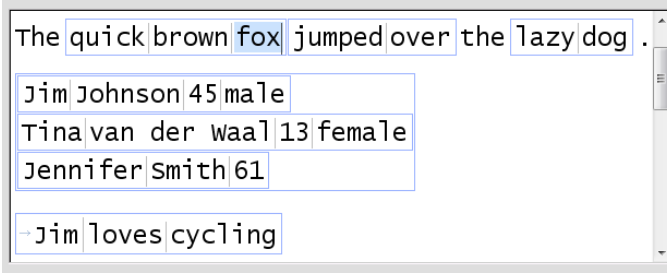 The quick brown fox jumped over the lazy dog .
Jim Johnson 45 male
Tina van der Waal 13 female
Jennifer Smith 61
→Jim loves cycling